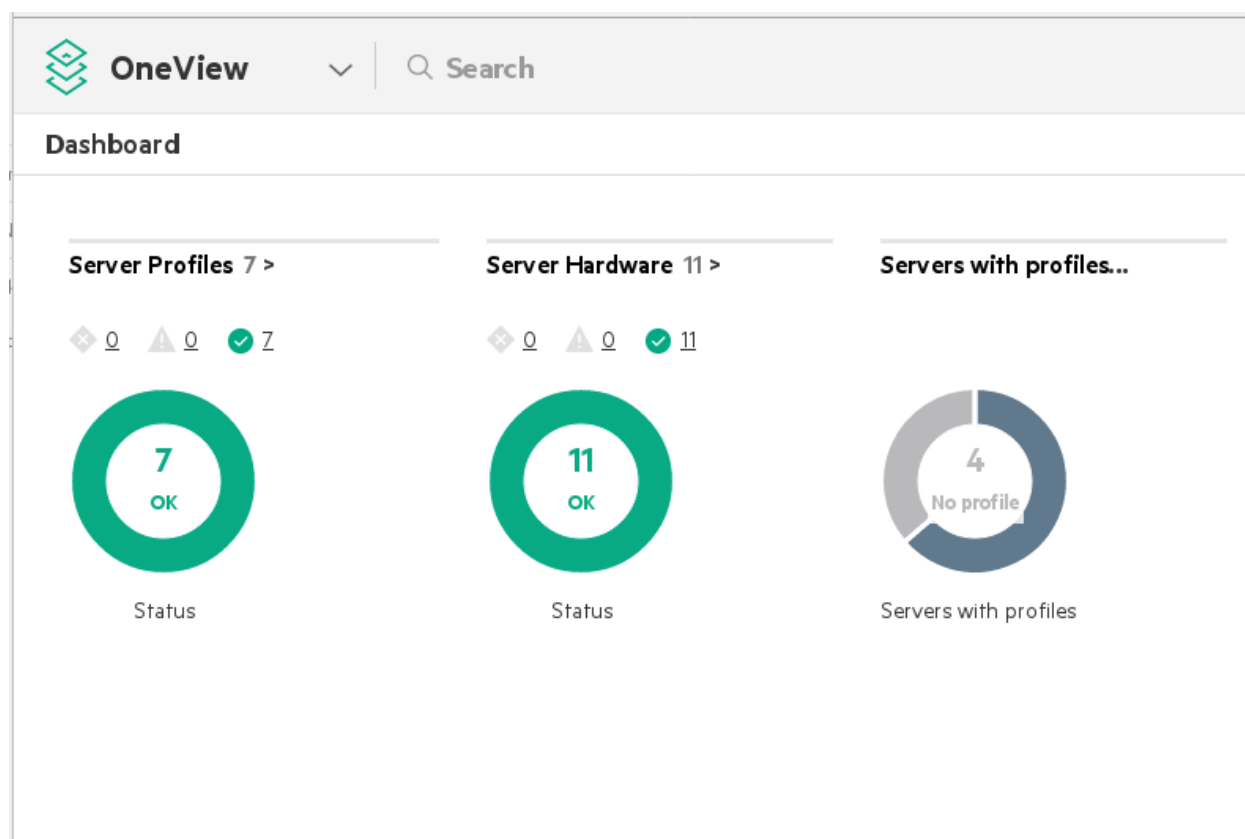 OneView Search
Dashboard
Server Profiles 7 >
0 0 7
7
OK
Status
Server Hardware 11 >
0 0 11
11
OK
Status
Servers with profiles...
4
No profile
Servers with profiles